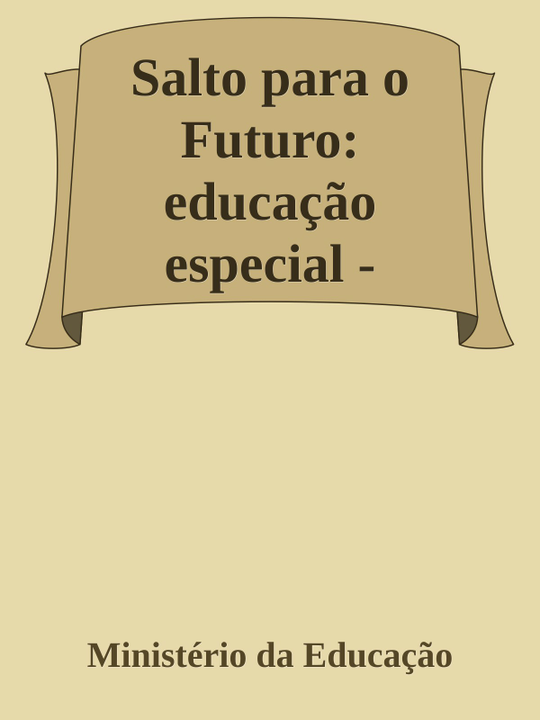 Salto para o
Futuro:
educação
especial -
Ministério da Educação